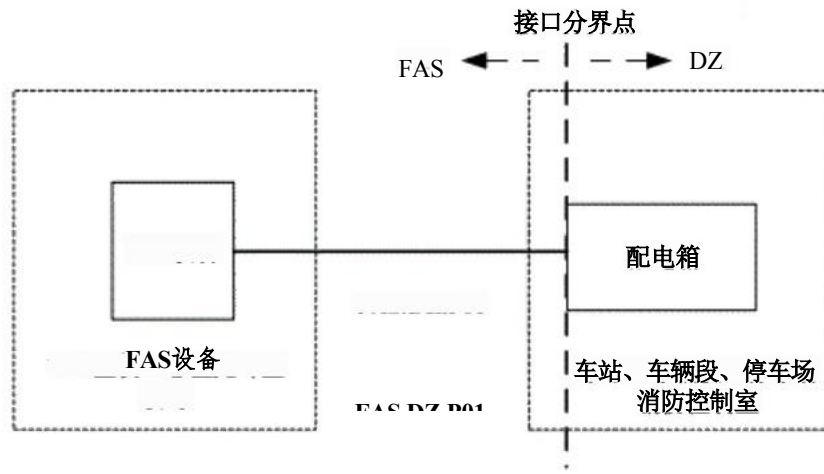 接口分界点
FAS
DZ
配电箱
FAS设备
车站、车辆段、停车场
消防控制室
FAS DZ P01